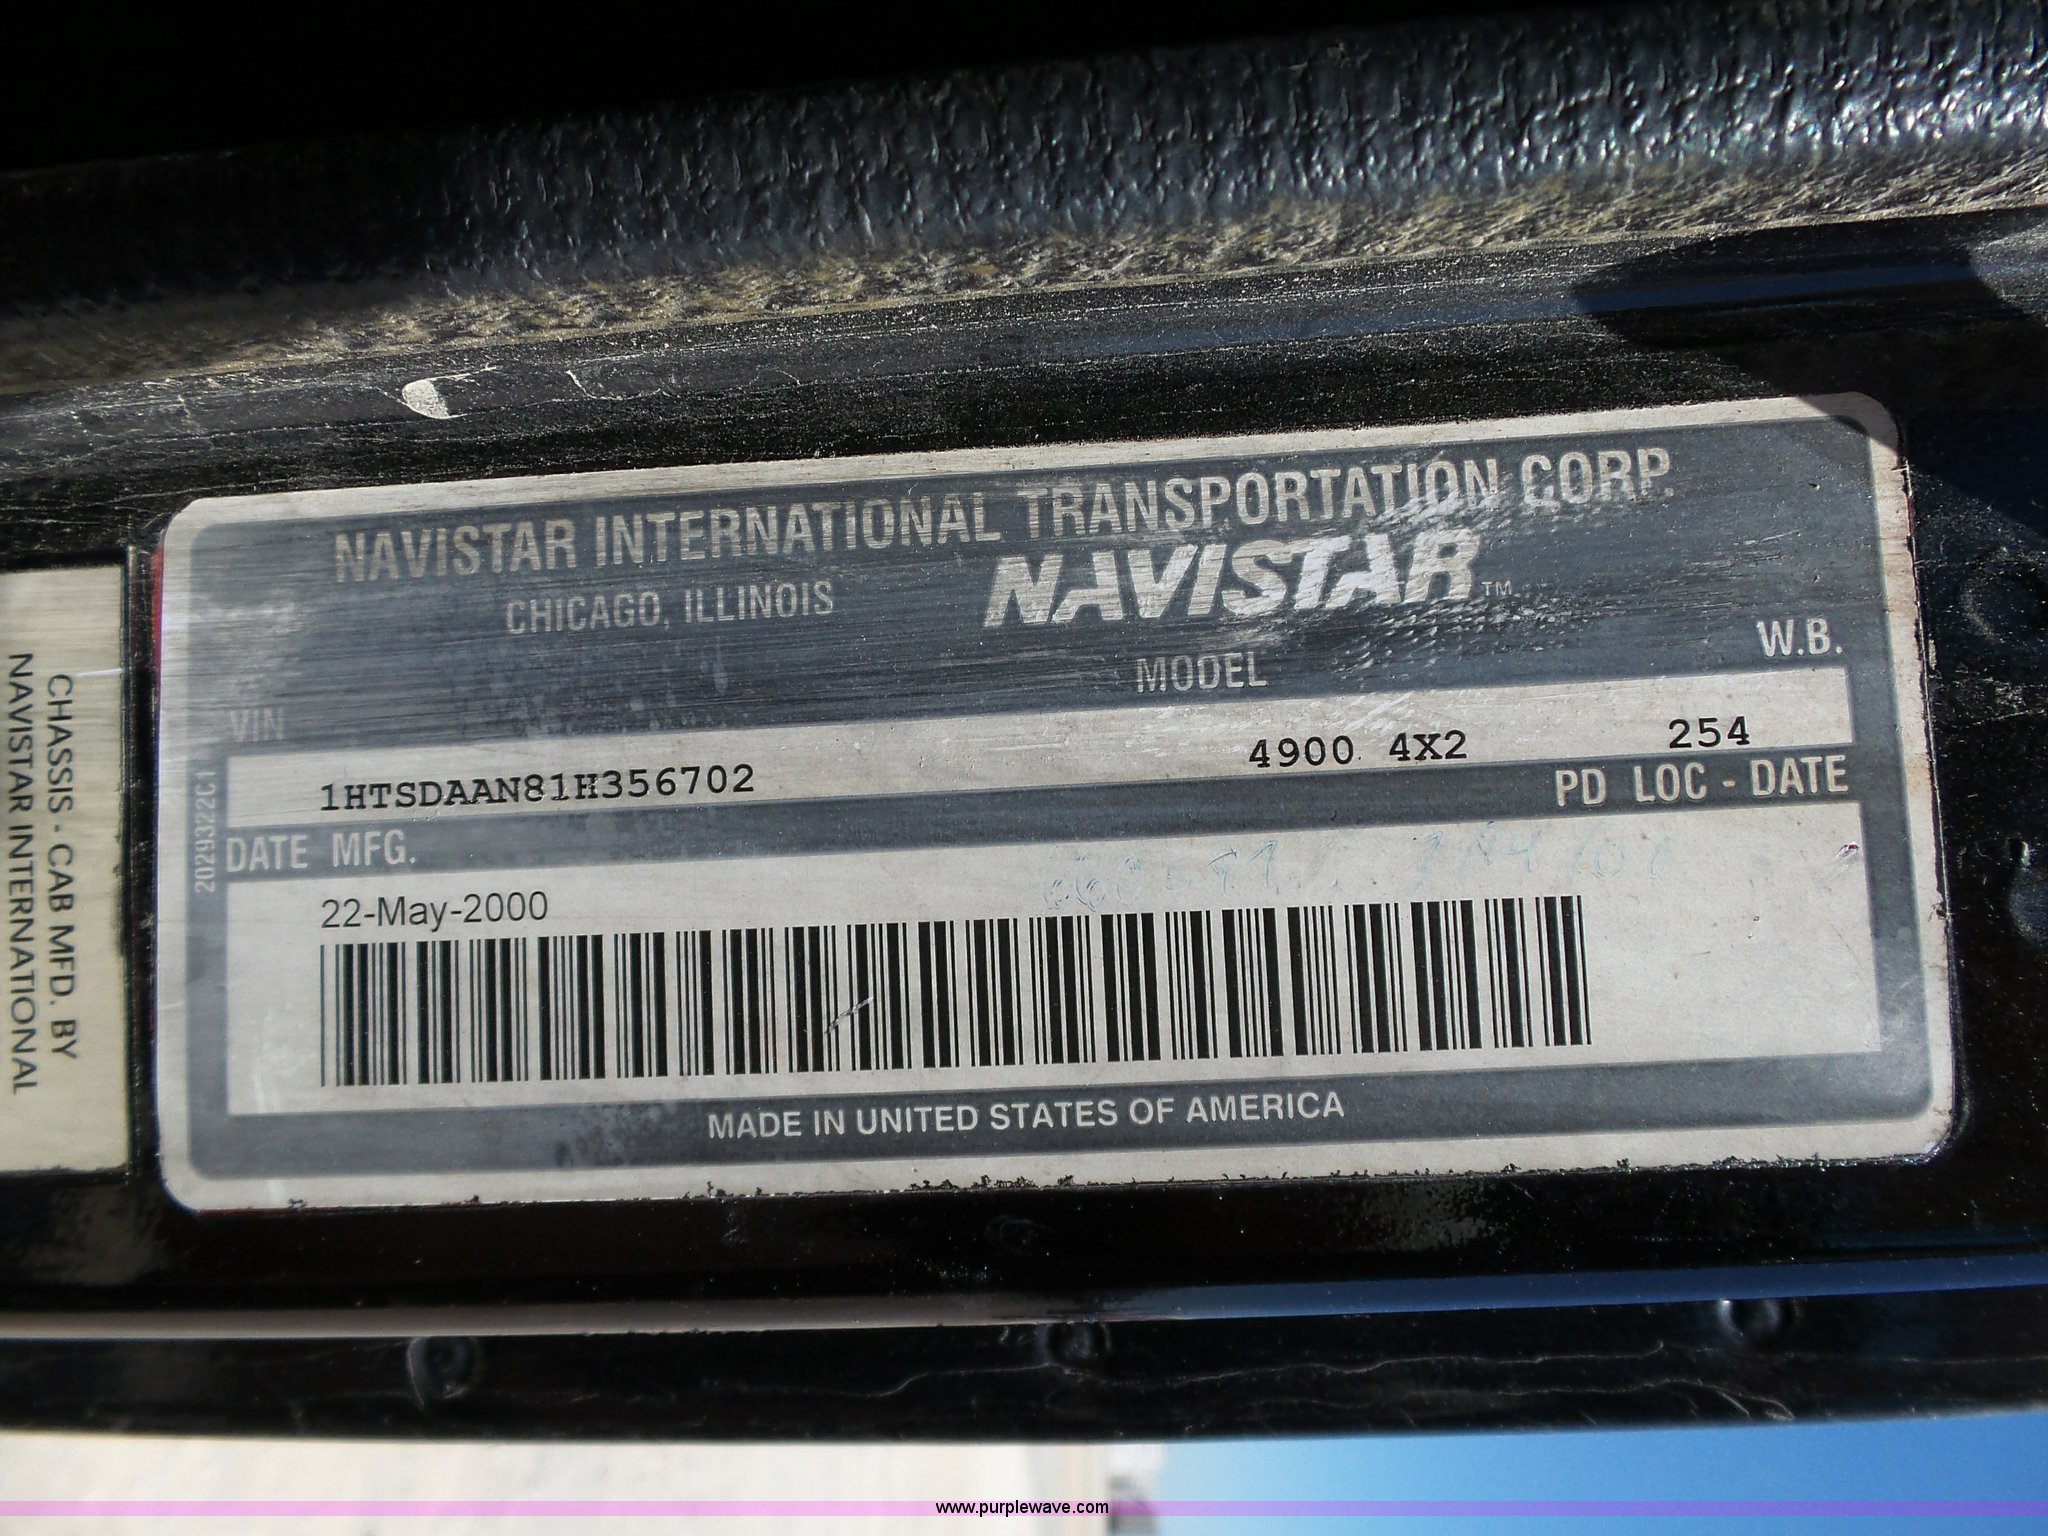 NAVISTAR INTERNATIONAL TRANSPORTATION CORP.
CHICAGO, ILLINOIS
NAVISTAR™
VIN
MODEL
W.B.
1HTSDAAN81H356702
4900 4X2
254
DATE MFG.
PD LOC - DATE
22-May-2000
MADE IN UNITED STATES OF AMERICA
2029322C1
CHASSIS - CAB MFD. BY
NAVISTAR INTERNATIONAL
www.purplewave.com